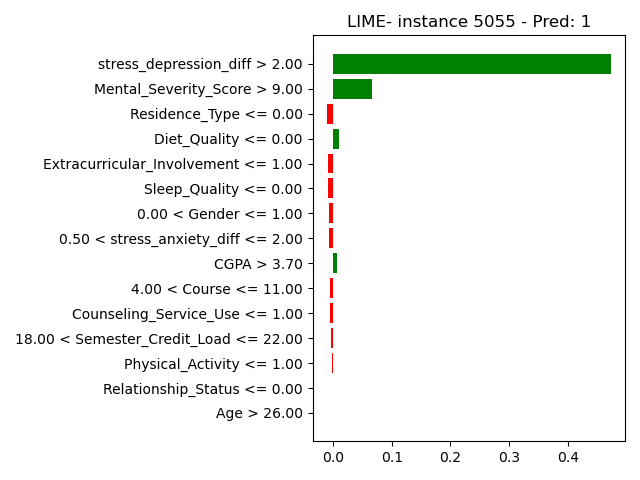 LIME- instance 5055 - Pred: 1
stress_depression_diff > 2.00
Mental_Severity_Score > 9.00
Residence_Type <= 0.00
Diet_Quality <= 0.00
Extracurricular_Involvement <= 1.00
Sleep_Quality <= 0.00
0.00 < Gender <= 1.00
0.50 < stress_anxiety_diff <= 2.00
CGPA > 3.70
4.00 < Course <= 11.00
Counseling_Service_Use <= 1.00
18.00 < Semester_Credit_Load <= 22.00
Physical_Activity <= 1.00
Relationship_Status <= 0.00
Age > 26.00
0.0 0.1 0.2 0.3 0.4